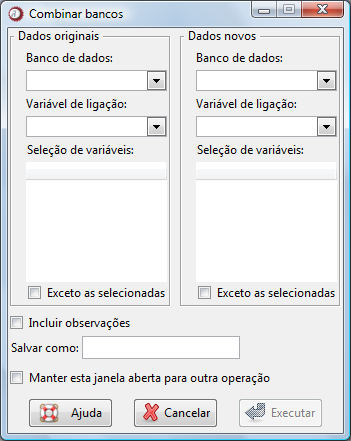 Combinar bancos
Dados originais
Banco de dados:
Variável de ligação:
Seleção de variáveis:
Exceto as selecionadas
Dados novos
Banco de dados:
Variável de ligação:
Seleção de variáveis:
Exceto as selecionadas
Incluir observações
Salvar como:
Manter esta janela aberta para outra operação
Ajuda Cancelar Executar